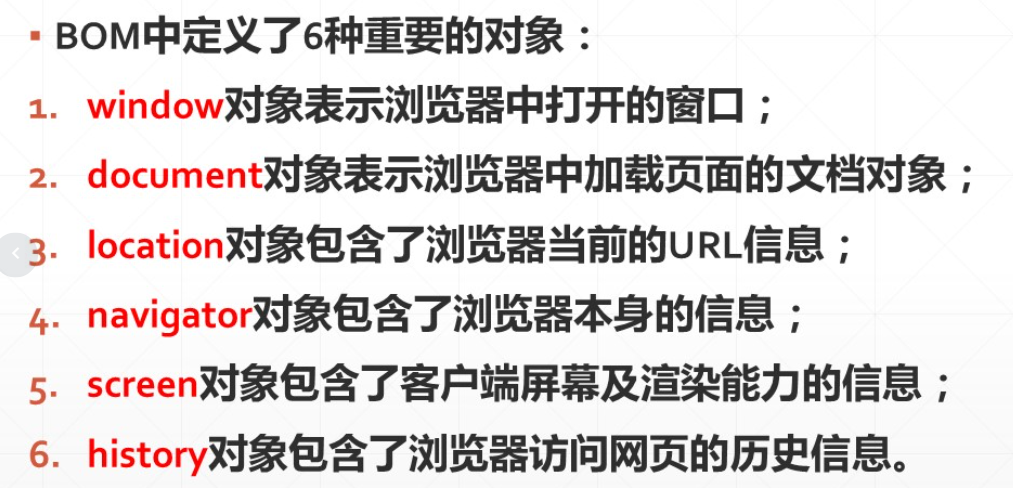 ▪ BOM中定义了6种重要的对象：
1. window对象表示浏览器中打开的窗口；
2. document对象表示浏览器中加载页面的文档对象；
3. location对象包含了浏览器当前的URL信息；
4. navigator对象包含了浏览器本身的信息；
5. screen对象包含了客户端屏幕及渲染能力的信息；
6. history对象包含了浏览器访问网页的历史信息。